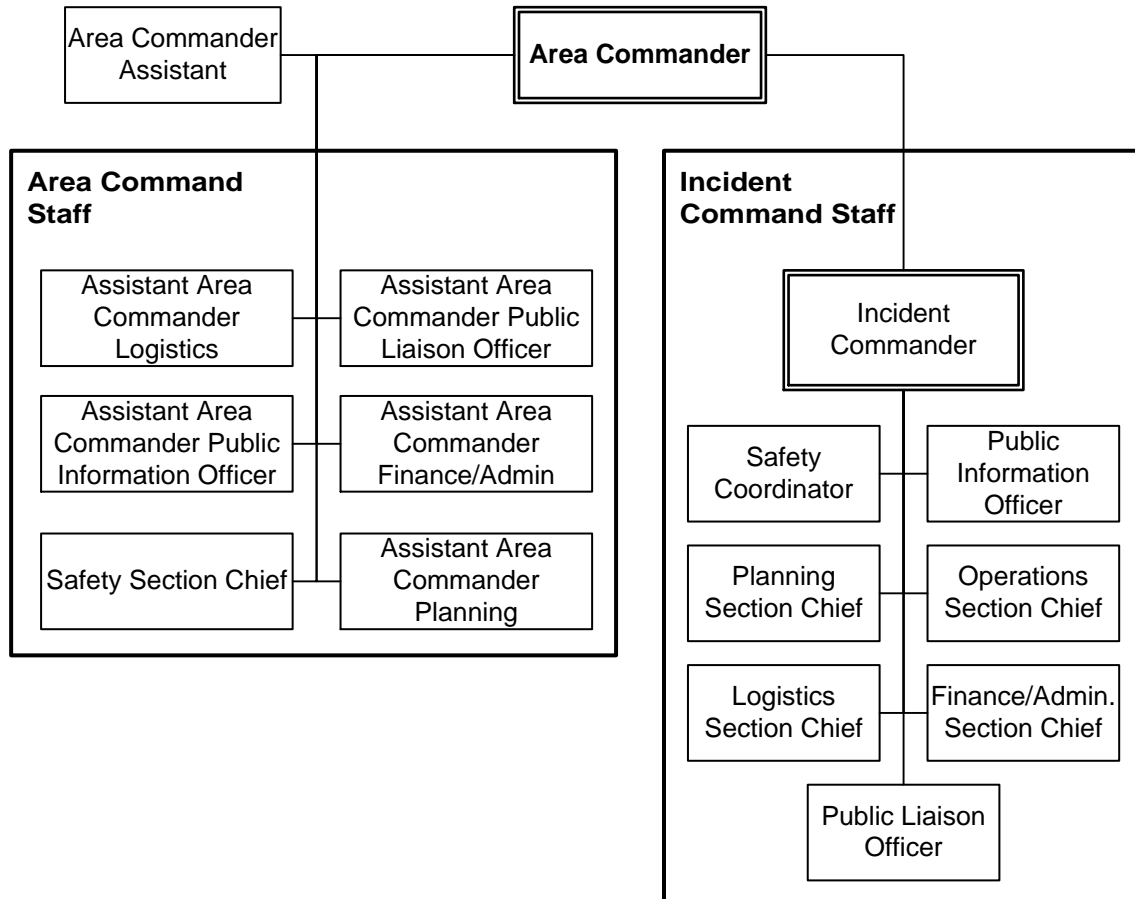 Area Commander
Assistant
Area Commander
Area Command
Staff
Assistant Area
Commander
Logistics
Assistant Area
Commander Public
Liaison Officer
Assistant Area
Commander Public
Information Officer
Assistant Area
Commander
Finance/Admin
Safety Section Chief
Assistant Area
Commander
Planning
Incident
Command Staff
Incident
Commander
Safety
Coordinator
Public
Information
Officer
Planning
Section Chief
Operations
Section Chief
Logistics
Section Chief
Finance/Admin.
Section Chief
Public Liaison
Officer